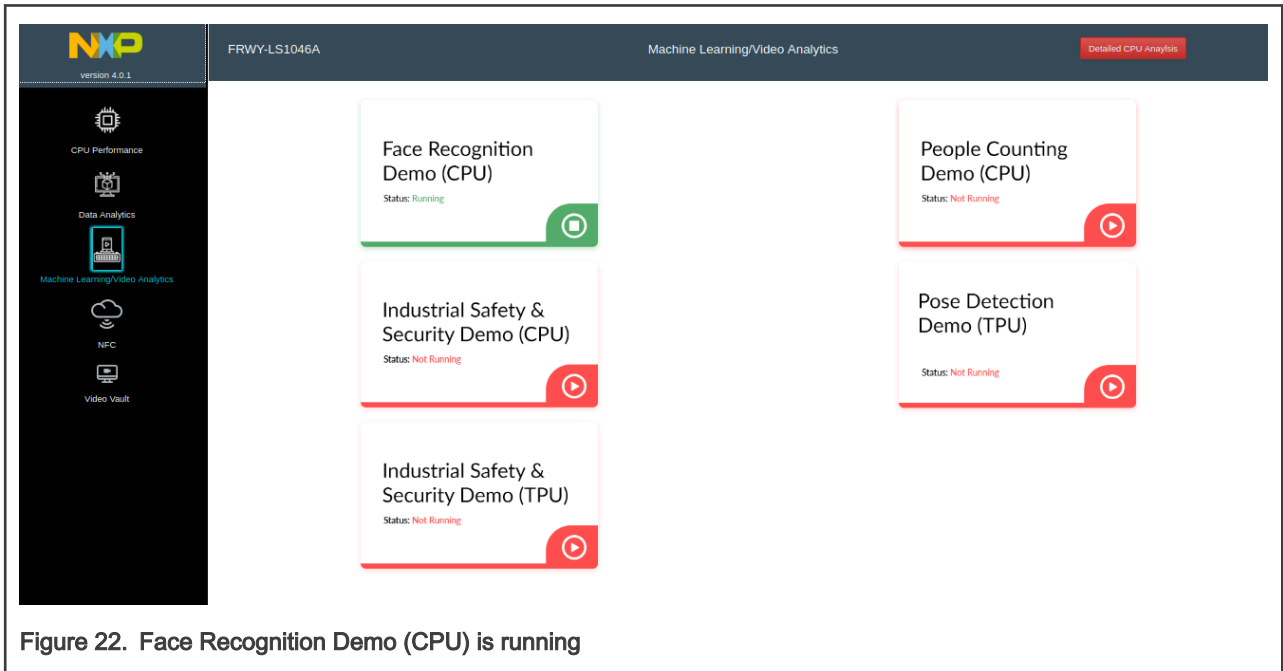 NXP
version 4.0.1
FRWY-LS1046A
Machine Learning/Video Analytics
Detailed CPU Anaylsis
CPU Performance
Data Analytics
Machine Learning/Video Analytics
NFC
Video Vault
Face Recognition
Demo (CPU)
Status: Running
People Counting
Demo (CPU)
Status: Not Running
Industrial Safety &
Security Demo (CPU)
Status: Not Running
Pose Detection
Demo (TPU)
Status: Not Running
Industrial Safety &
Security Demo (TPU)
Status: Not Running
Figure 22. Face Recognition Demo (CPU) is running